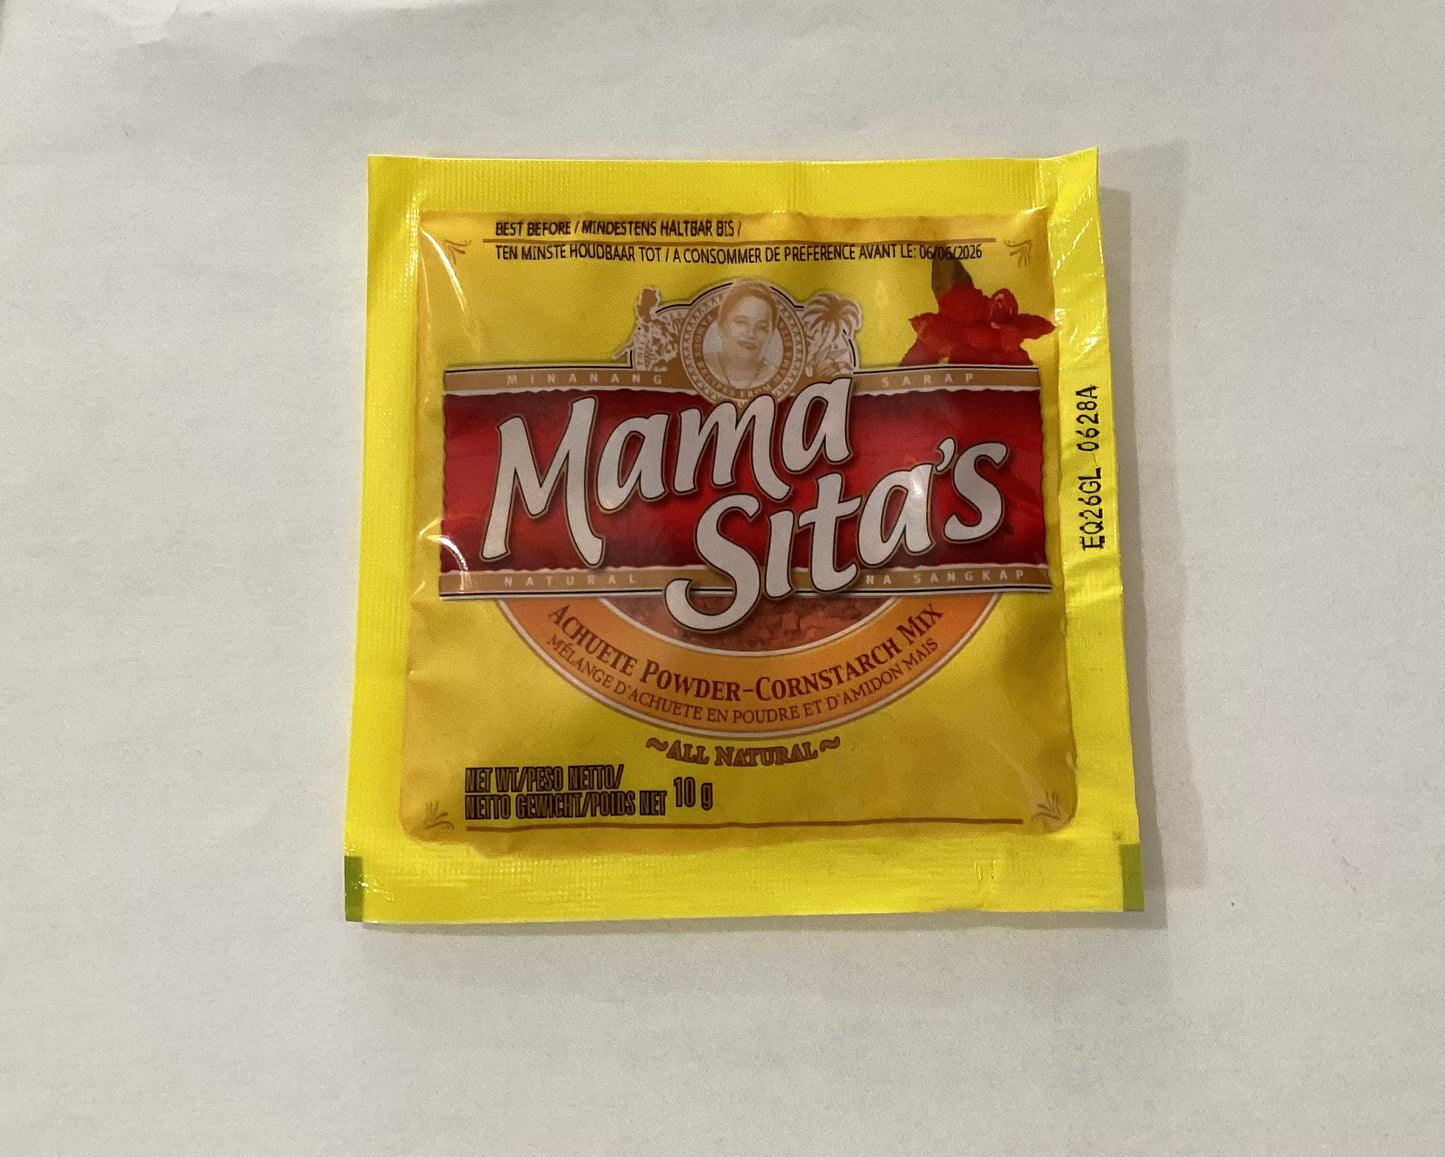 BEST BEFORE / MINDESTENS HALTBAR BIS /
TEN MINSTE HOUDBAAR TOT / A CONSOMMER DE PREFERENCE AVANT LE: 06/06/2026
MINANANG SARAP
Mama
Sita's
NATURAL NA SANGKAP
ACHUETE POWDER-CORNSTARCH MIX
MÉLANGE D'ACHUETE EN POUDRE ET D'AMIDON MAÏS
~ALL NATURAL~
NET WT/PESO NETTO/
NETTO GEWICHT/POIDS NET 10 g
EQ26GL 0628A